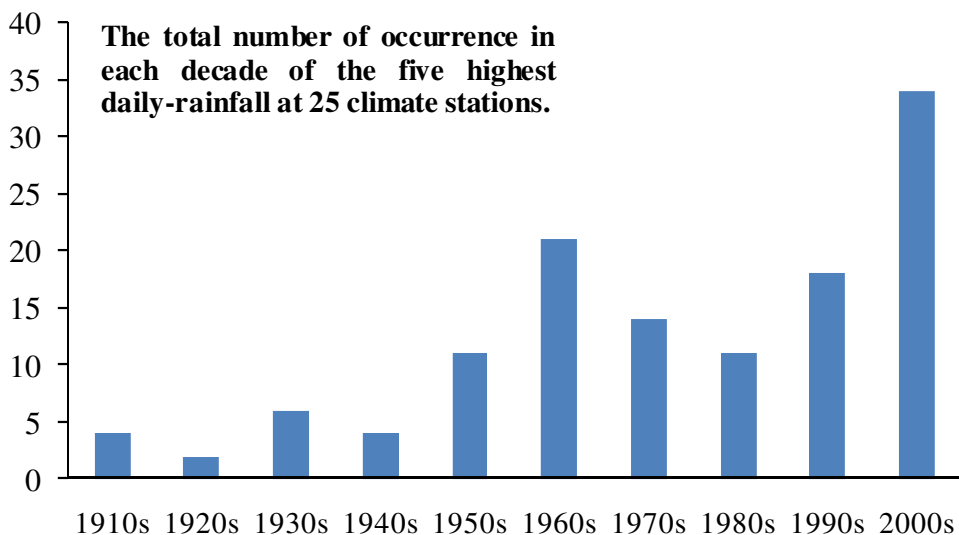 40
The total number of occurrence in
35
each decade of the five highest
daily-rainfall at 25 climate stations.
30
25
20
15
10
5
0
1910s 1920s 1930s 1940s 1950s 1960s 1970s 1980s 1990s 2000s